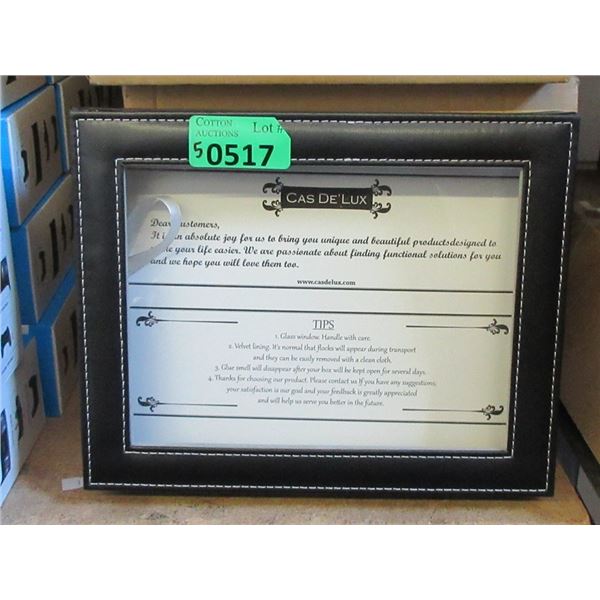 COTTON Lot #
AUCTIONS
5 0517
CAS DE'LUX
Dear Customers,
It is an absolute joy for us to bring you unique and beautiful productsdesigned to
your life easier. We are passionate about finding functional solutions for you
and we hope you will love them too.
www.casdelux.com
TIPS
1. Glass window. Handle with care.
2. Velvet lining. It's normal that flocks will appear during transport
and they can be easily removed with a clean cloth.
3. Glue smell will disappear after your box will be kept open for several days.
4. Thanks for choosing our product. Please contact us If you have any suggestions,
your satisfaction is our goal and your feedback is greatly appreciated
and will help us serve you better in the future.